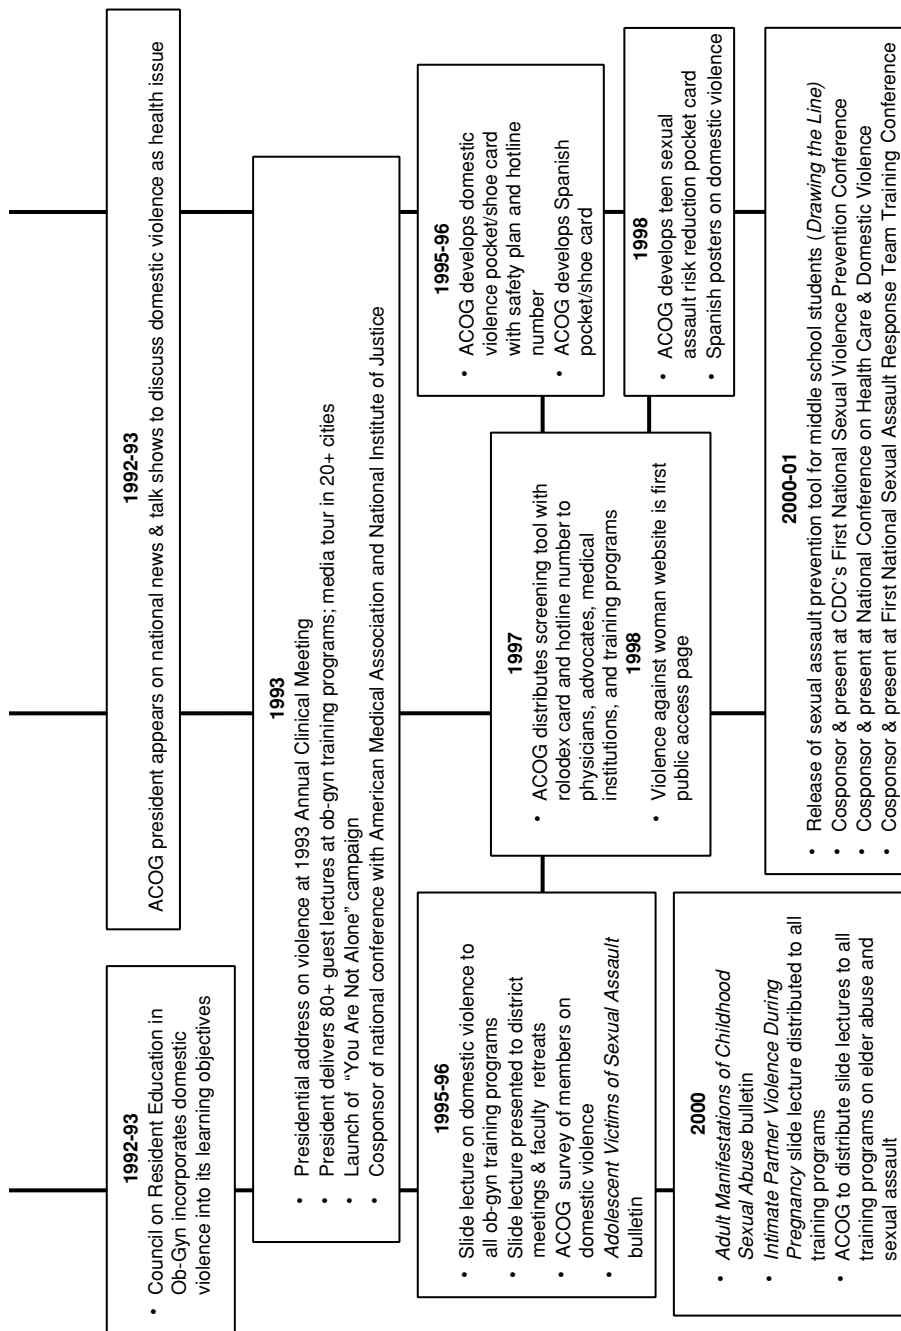 1992-93
• Council on Resident Education in
Ob-Gyn incorporates domestic
violence into its learning objectives
1992-93
ACOG president appears on national news & talk shows to discuss domestic violence as health issue
1993
• Presidential address on violence at 1993 Annual Clinical Meeting
• President delivers 80+ guest lectures at ob-gyn training programs; media tour in 20+ cities
• Launch of “You Are Not Alone” campaign
• Cosponsor of national conference with American Medical Association and National Institute of Justice
1995-96
• Slide lecture on domestic violence to
all ob-gyn training programs
• Slide lecture presented to district
meetings & faculty retreats
• ACOG survey of members on
domestic violence
• Adolescent Victims of Sexual Assault
bulletin
1997
• ACOG distributes screening tool with
rolodex card and hotline number to
physicians, advocates, medical
institutions, and training programs
1998
• Violence against woman website is first
public access page
1995-96
• ACOG develops domestic
violence pocket/shoe card
with safety plan and hotline
number
• ACOG develops Spanish
pocket/shoe card
1998
• ACOG develops teen sexual
assault risk reduction pocket card
• Spanish posters on domestic violence
2000
• Adult Manifestations of Childhood
Sexual Abuse bulletin
• Intimate Partner Violence During
Pregnancy slide lecture distributed to all
training programs
• ACOG to distribute slide lectures to all
training programs on elder abuse and
sexual assault
2000-01
• Release of sexual assault prevention tool for middle school students (Drawing the Line)
• Cosponsor & present at CDC’s First National Sexual Violence Prevention Conference
• Cosponsor & present at National Conference on Health Care & Domestic Violence
• Cosponsor & present at First National Sexual Assault Response Team Training Conference